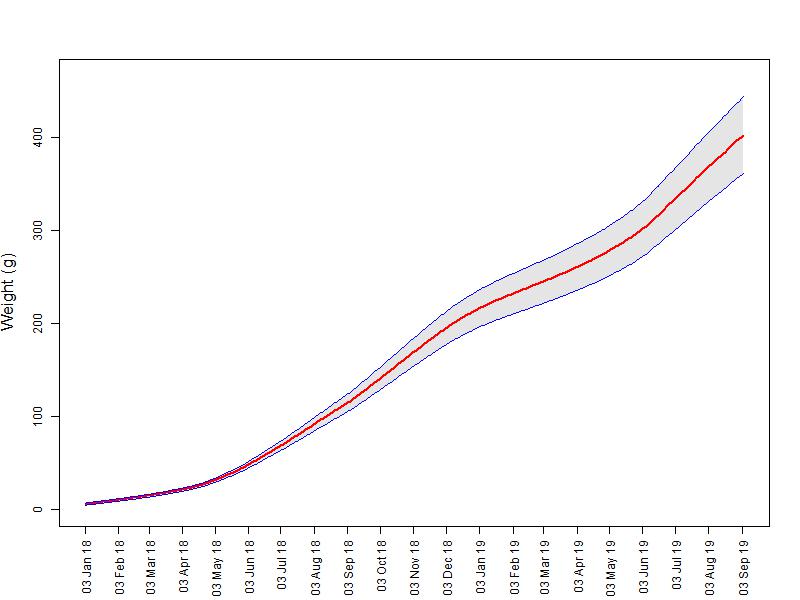 Weight (g)
400
300
200
100
0
03 Jan 18
03 Feb 18
03 Mar 18
03 Apr 18
03 May 18
03 Jun 18
03 Jul 18
03 Aug 18
03 Sep 18
03 Oct 18
03 Nov 18
03 Dec 18
03 Jan 19
03 Feb 19
03 Mar 19
03 Apr 19
03 May 19
03 Jun 19
03 Jul 19
03 Aug 19
03 Sep 19